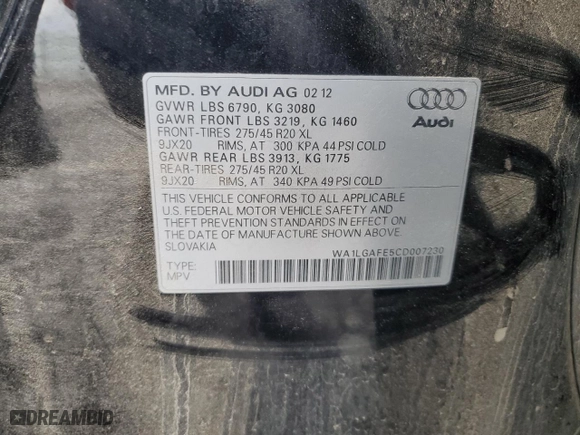 MFD. BY AUDI AG 02 12
GVWR LBS 6790, KG 3080
GAWR FRONT LBS 3219, KG 1460
FRONT-TIRES 275/45 R20 XL
9JX20 RIMS, AT 300 KPA 44 PSI COLD
GAWR REAR LBS 3913, KG 1775
REAR-TIRES 275/45 R20 XL
9JX20 RIMS, AT 340 KPA 49 PSI COLD
Audi
THIS VEHICLE CONFORMS TO ALL APPLICABLE
U.S. FEDERAL MOTOR VEHICLE SAFETY AND
THEFT PREVENTION STANDARDS IN EFFECT ON
THE DATE OF MANUFACTURE SHOWN ABOVE.
SLOVAKIA
WA1LGAFE5CD007230
TYPE:
MPV
DREAMBID